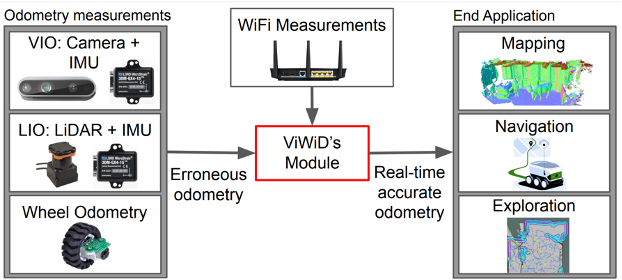 Odometry measurements
VIO: Camera +
IMU
LIO: LiDAR + IMU
Wheel Odometry
Erroneous
odometry
WiFi Measurements
ViWiD's
Module
Real-time
accurate
odometry
End Application
Mapping
Navigation
Exploration